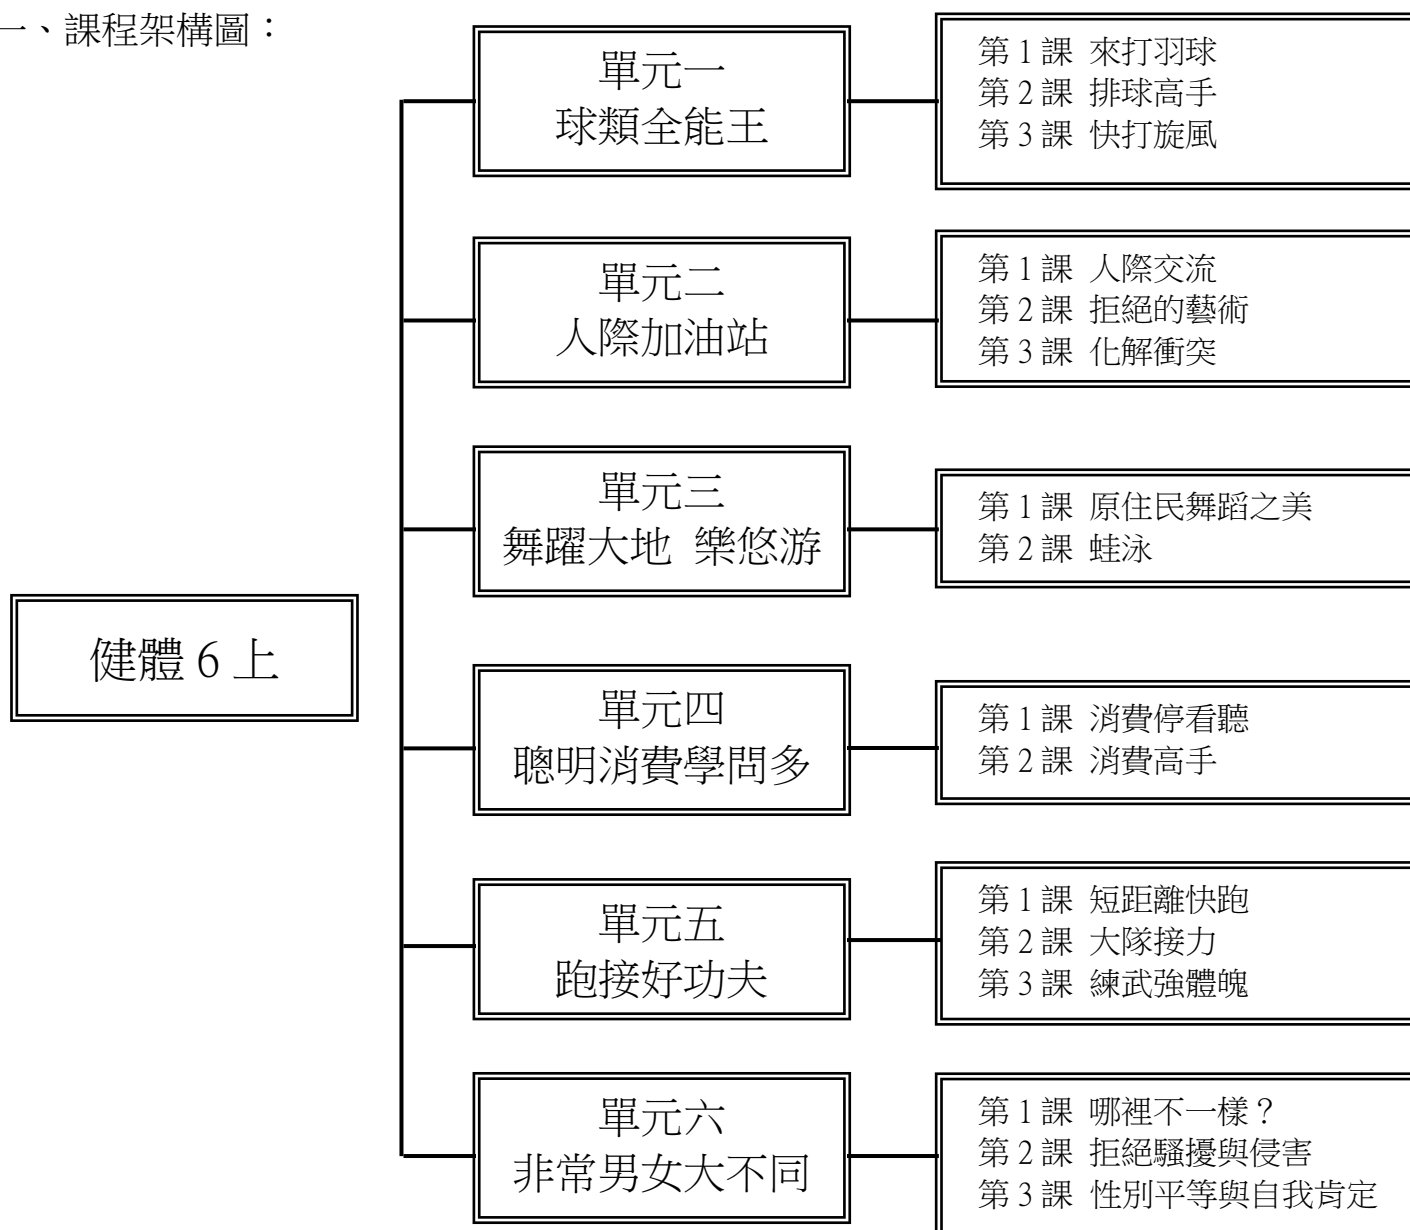 一、課程架構圖：
健體6上
單元一
球類全能王
第1課 來打羽球
第2課 排球高手
第3課 快打旋風
單元二
人際加油站
第1課 人際交流
第2課 拒絕的藝術
第3課 化解衝突
單元三
舞躍大地 樂悠游
第1課 原住民舞蹈之美
第2課 蛙泳
單元四
聰明消費學問多
第1課 消費停看聽
第2課 消費高手
單元五
跑接好功夫
第1課 短距離快跑
第2課 大隊接力
第3課 練武強體魄
單元六
非常男女大不同
第1課 哪裡不一樣？
第2課 拒絕騷擾與侵害
第3課 性別平等與自我肯定